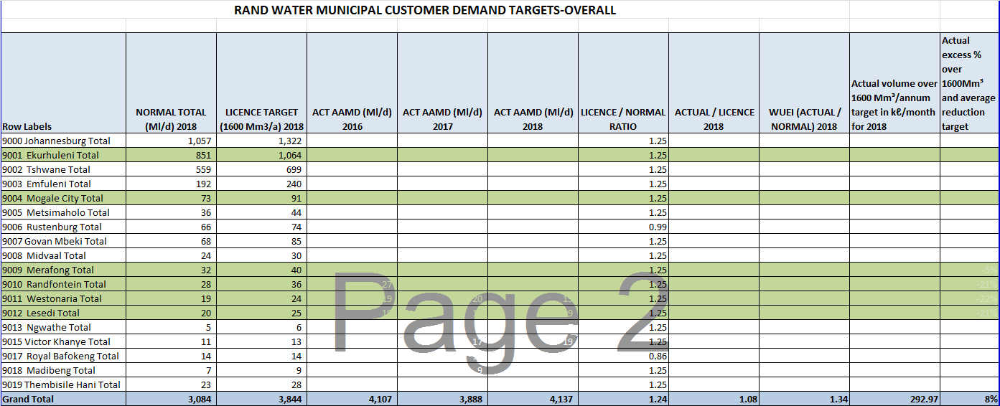 RAND WATER MUNICIPAL CUSTOMER DEMAND TARGETS-OVERALL
Row Labels NORMAL TOTAL (Ml/d) 2018 LICENCE TARGET (1600 Mm3/a) 2018 ACT AAMD (Ml/d) 2016 ACT AAMD (Ml/d) 2017 ACT AAMD (Ml/d) 2018 LICENCE / NORMAL RATIO ACTUAL / LICENCE 2018 WUEI (ACTUAL / NORMAL) 2018 Actual volume over 1600 Mm³/annum target in kℓ/month for 2018 Actual excess % over 1600Mm³ and average reduction target
9000 Johannesburg Total 1,057 1,322 1.25
9001 Ekurhuleni Total 851 1,064 1.25
9002 Tshwane Total 559 699 1.25
9003 Emfuleni Total 192 240 1.25
9004 Mogale City Total 73 91 1.25
9005 Metsimaholo Total 36 44 1.25
9006 Rustenburg Total 66 74 0.99
9007 Govan Mbeki Total 68 85 1.25
9008 Midvaal Total 24 30 1.25
9009 Merafong Total 32 40 1.25 -5%
9010 Randfontein Total 28 36 27 1.25 -21%
9011 Westonaria Total 19 24 19 20 1.25 -22%
9012 Lesedi Total 20 25 1.25 -21%
9013 Ngwathe Total 5 6 1.25
9015 Victor Khanye Total 11 13 17 19 1.25
9017 Royal Bafokeng Total 14 14 0.86
9018 Madibeng Total 7 9 9 1.25
9019 Thembisile Hani Total 23 28 1.25
Grand Total 3,084 3,844 4,107 3,888 4,137 1.24 1.08 1.34 292.97 8%
Page 2